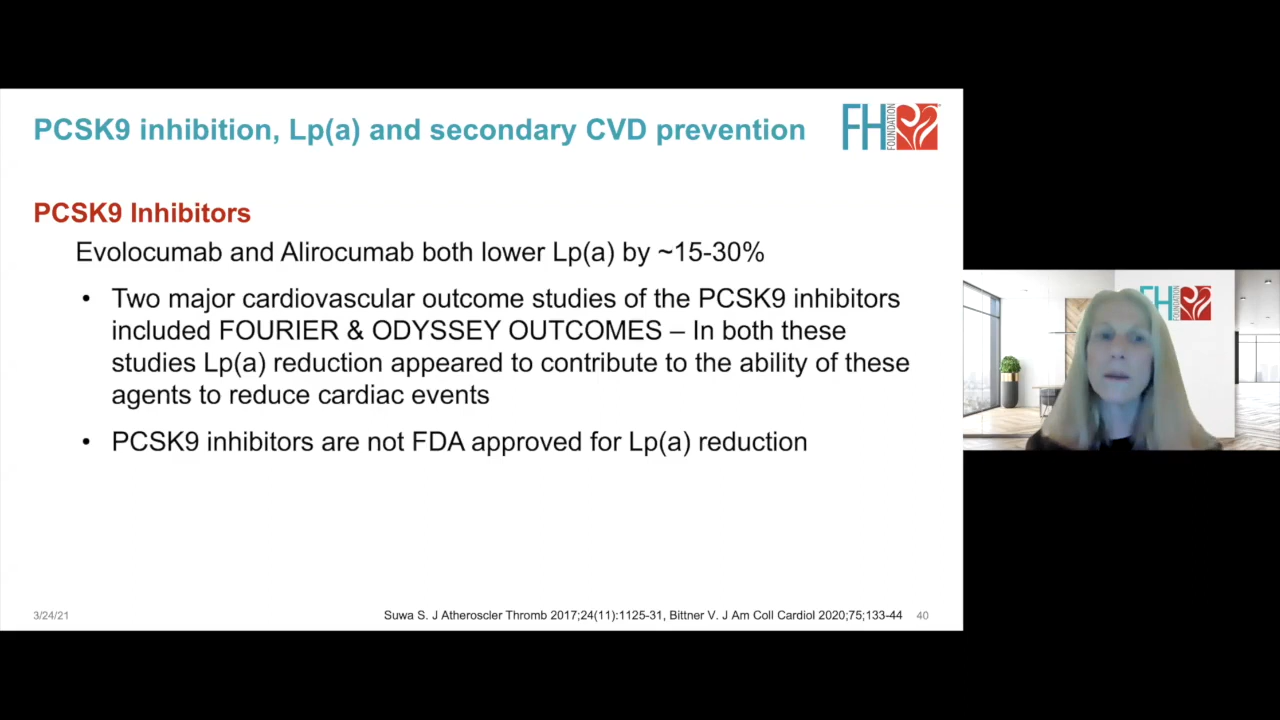 PCSK9 inhibition, Lp(a) and secondary CVD prevention
FH
FOUNDATION
PCSK9 Inhibitors
Evolocumab and Alirocumab both lower Lp(a) by ~15-30%
• Two major cardiovascular outcome studies of the PCSK9 inhibitors
included FOURIER & ODYSSEY OUTCOMES – In both these
studies Lp(a) reduction appeared to contribute to the ability of these
agents to reduce cardiac events
• PCSK9 inhibitors are not FDA approved for Lp(a) reduction
3/24/21
Suwa S. J Atheroscler Thromb 2017;24(11):1125-31, Bittner V. J Am Coll Cardiol 2020;75;133-44
40
FH
FOUNDATION